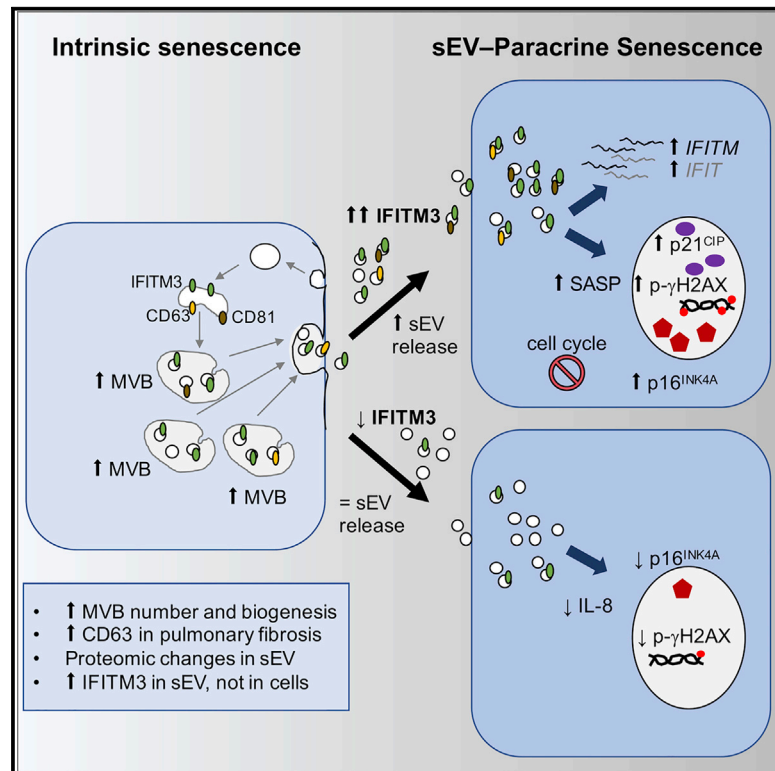 Intrinsic senescence
sEV–Paracrine Senescence
IFITM3
CD63
CD81
⬆ MVB
⬆ MVB
⬆ MVB
⬆⬆ IFITM3
⬆ sEV
release
↓ IFITM3
= sEV
release
⬆ IFITM
⬆ IFIT
⬆ SASP
⬆ p21CIP
⬆ p-γH2AX
cell cycle
⬆ p16INK4A
↓ p16INK4A
↓ IL-8
↓ p-γH2AX
• ⬆ MVB number and biogenesis
• ⬆ CD63 in pulmonary fibrosis
• Proteomic changes in sEV
• ⬆ IFITM3 in sEV, not in cells